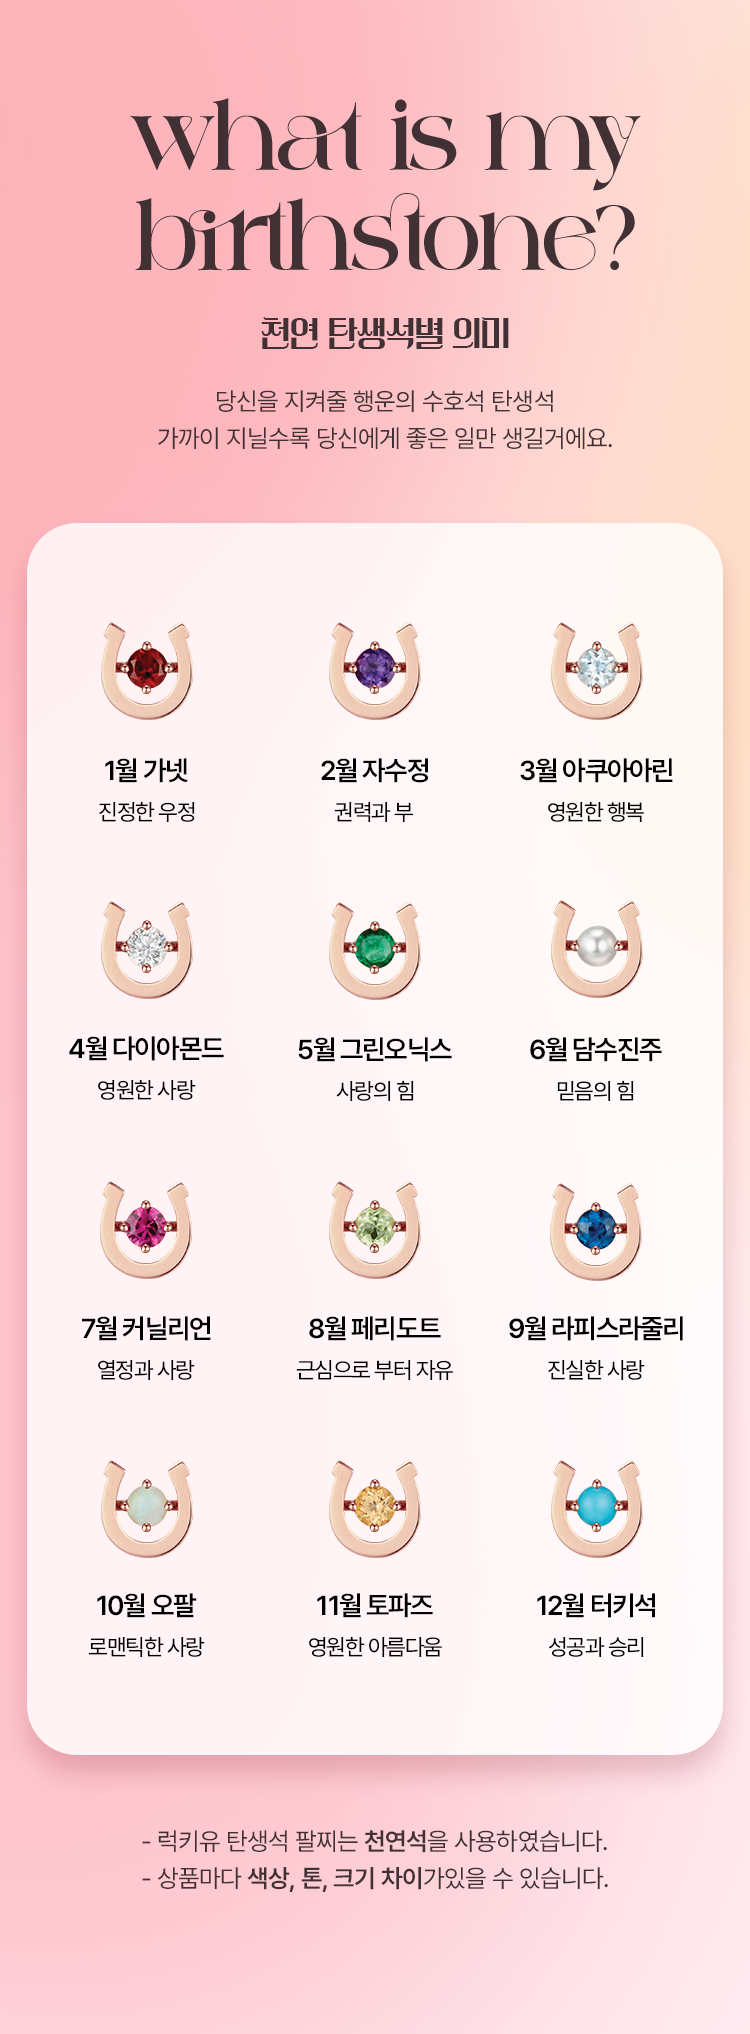 what is my
birthstone?
천연 탄생석별 의미
당신을 지켜줄 행운의 수호석 탄생석
가까이 지닐수록 당신에게 좋은 일만 생길거에요.
1월 가넷
진정한 우정
2월 자수정
권력과 부
3월 아쿠아아린
영원한 행복
4월 다이아몬드
영원한 사랑
5월 그린오닉스
사랑의 힘
6월 담수진주
믿음의 힘
7월 커닐리언
열정과 사랑
8월 페리도트
근심으로 부터 자유
9월 라피스라줄리
진실한 사랑
10월 오팔
로맨틱한 사랑
11월 토파즈
영원한 아름다움
12월 터키석
성공과 승리
- 럭키유 탄생석 팔찌는 천연석을 사용하였습니다.
- 상품마다 색상, 톤, 크기 차이가있을 수 있습니다.